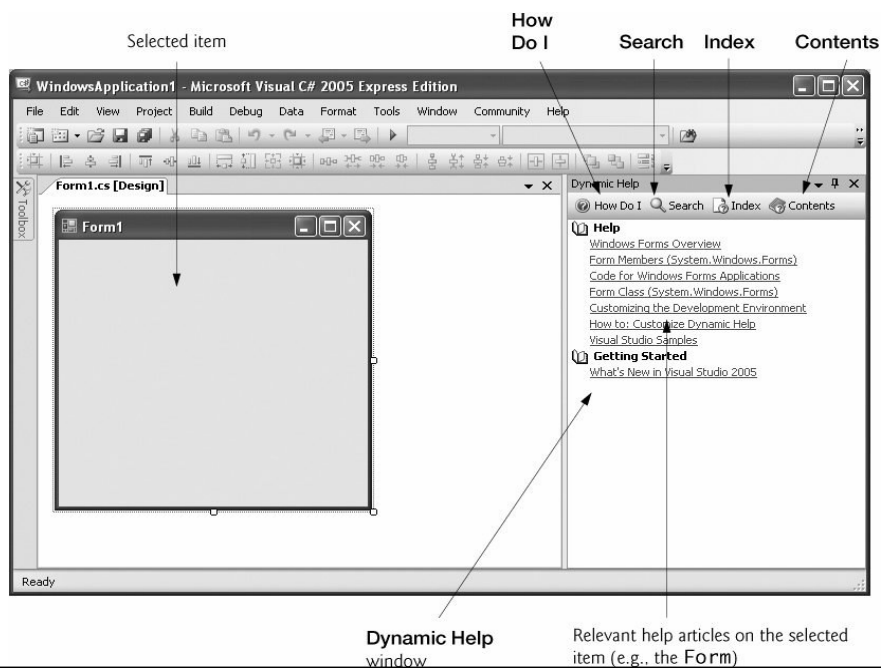 How
Do I
Selected item
Search
Index
Contents
WindowsApplication1 - Microsoft Visual C# 2005 Express Edition
File Edit View Project Build Debug Data Format Tools Window Community Help
Toolbox
Form1.cs [Design]
Dynamic Help
How Do I Search Index Contents
Form1
Help
Windows Forms Overview
Form Members (System.Windows.Forms)
Code for Windows Forms Applications
Form Class (System.Windows.Forms)
Customizing the Development Environment
How to: Customize Dynamic Help
Visual Studio Samples
Getting Started
What's New in Visual Studio 2005
Ready
Dynamic Help
window
Relevant help articles on the selected
item (e.g., the Form)